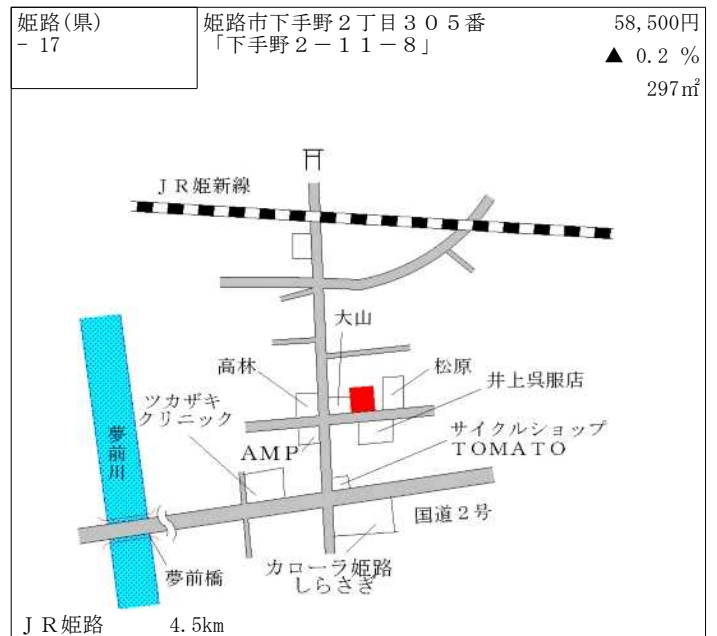 姫路(県)
- 17
姫路市下手野２丁目３０５番
「下手野２－１１－８」
58,500円
▲ 0.2 %
297㎡
ＪＲ姫新線
大山
高林
松原
井上呉服店
ツカザキ
クリニック
サイクルショップ
ＴＯＭＡＴＯ
ＡＭＰ
夢前川
国道２号
カローラ姫路
しらさぎ
夢前橋
ＪＲ姫路 4.5km